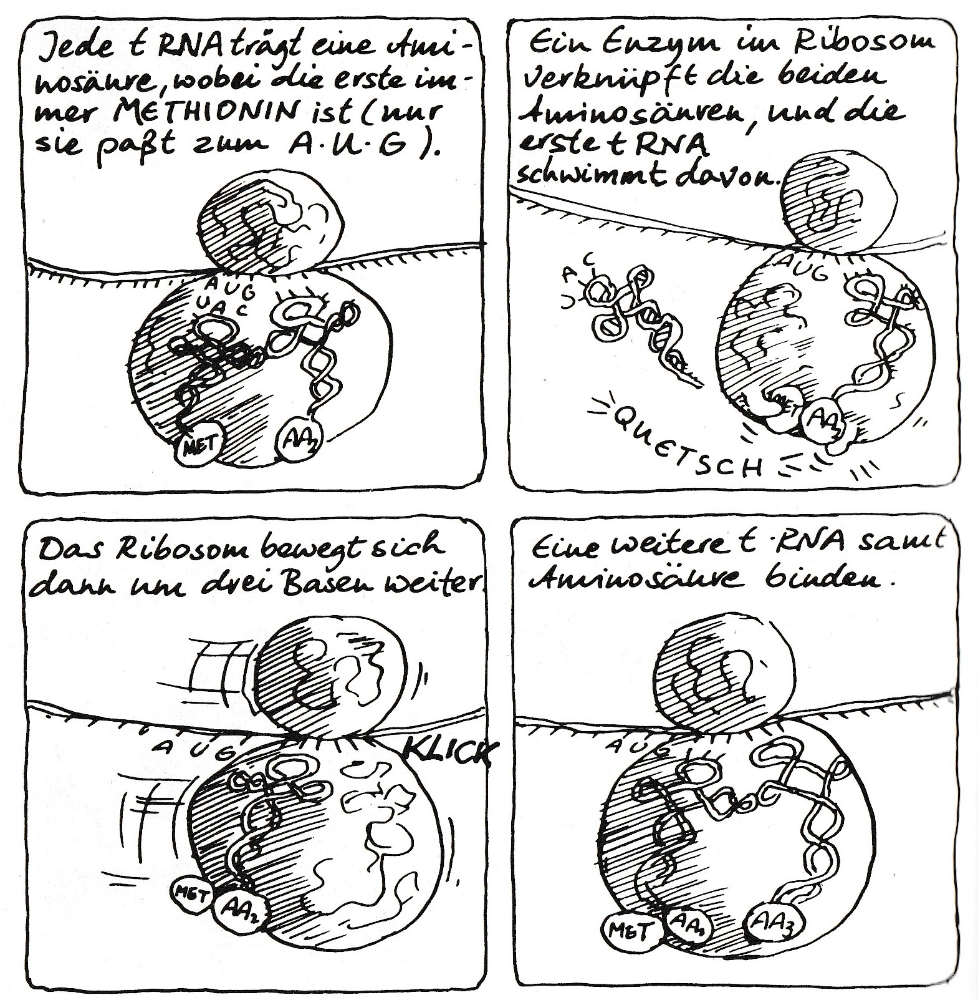 Jede t RNA trägt eine Ami-
nosäure, wobei die erste im-
mer METHIONIN ist (nur
sie paßt zum A.U.G).
AUG
UAC
MET
AA2
Ein Enzym im Ribosom
verknüpft die beiden
Aminosäuren, und die
erste t RNA
schwimmt davon.
AUG
UAC
MET
AA2
QUETSCH
Das Ribosom bewegt sich
dann um drei Basen weiter.
AUG
KLICK
MET
AA2
Eine weitere t-RNA samt
Aminosäure binden.
AUG
MET
AA2
AA3